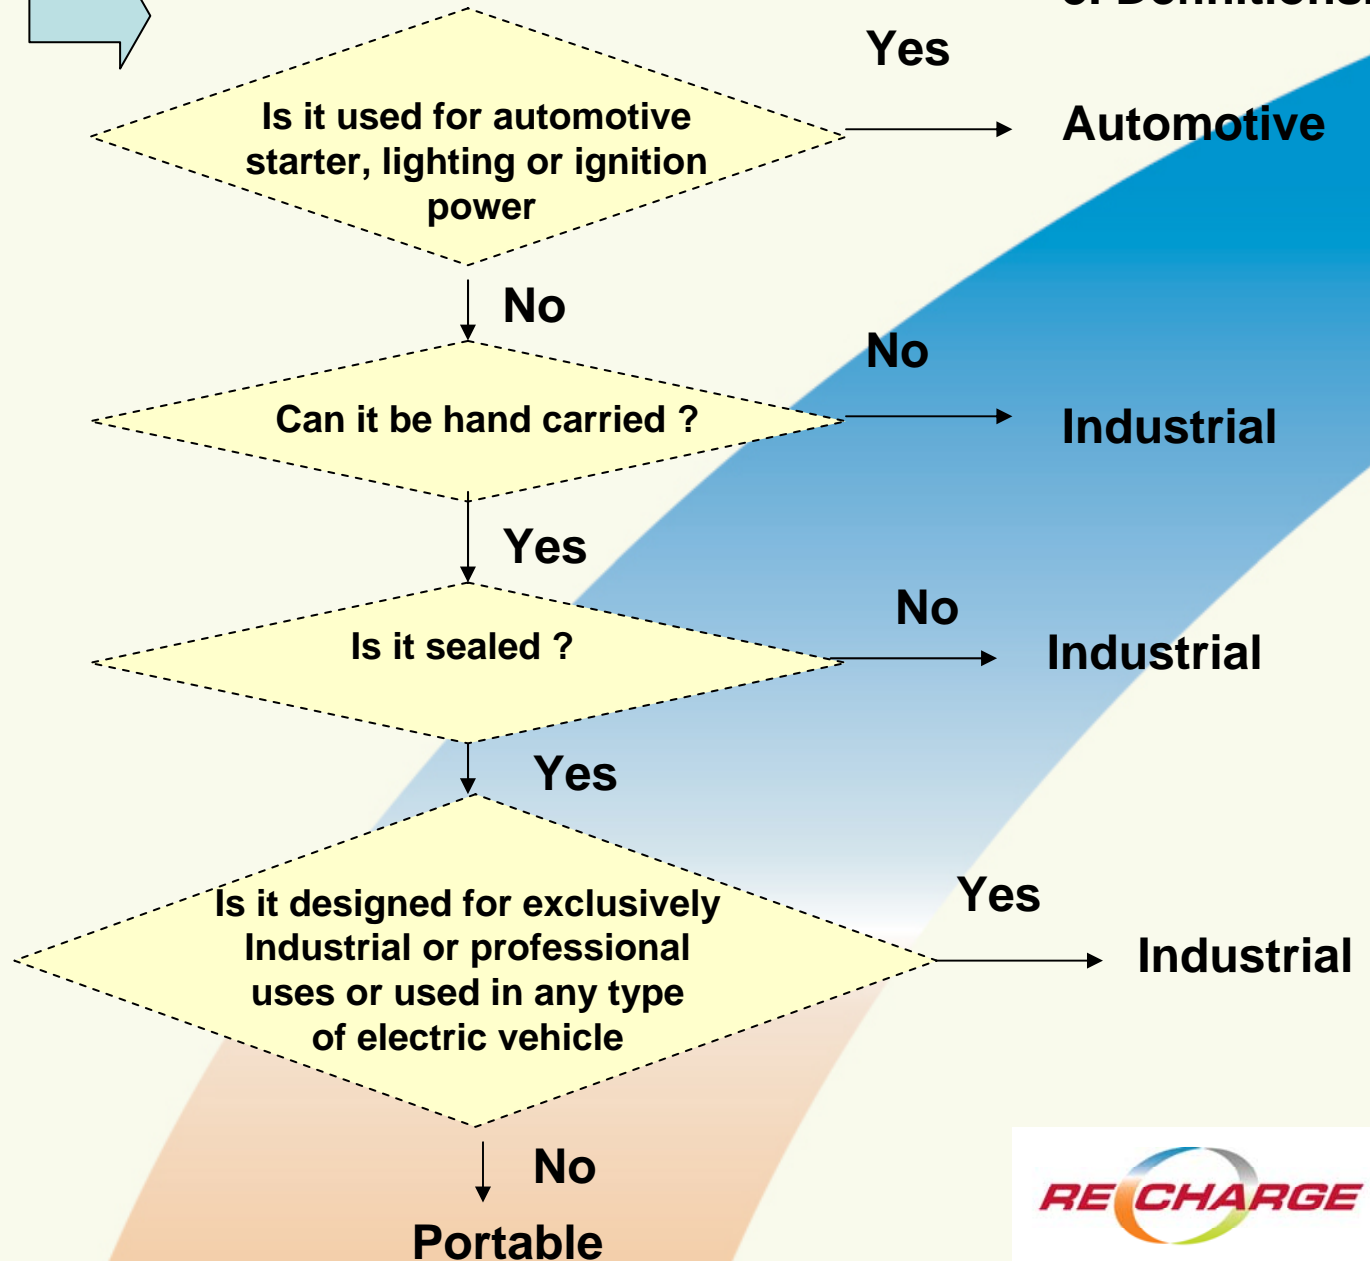 Yes
Is it used for automotive
starter, lighting or ignition
power
Automotive
No
No
Can it be hand carried ?
Industrial
Yes
No
Is it sealed ?
Industrial
Yes
Is it designed for exclusively
Industrial or professional
uses or used in any type
of electric vehicle
Yes
Industrial
No
Portable
RECHARGE